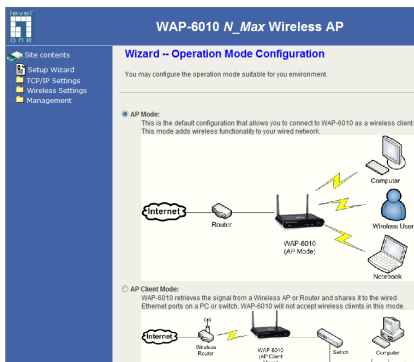 level
one
WAP-6010 N_Max Wireless AP
Site contents
Setup Wizard
TCP/IP Settings
Wireless Settings
Management
Wizard -- Operation Mode Configuration
You may configure the operation mode suitable for you environment.
AP Mode:
This is the default configuration that allows you to connect to WAP-6010 as a wireless client.
This mode adds wireless functionality to your wired network.
Internet
Router
WAP-6010
(AP Mode)
Computer
Wireless User
Notebook
AP Client Mode:
WAP-6010 retrieves the signal from a Wireless AP or Router and shares it to the wired
Ethernet ports on a PC or switch. WAP-6010 will not accept wireless clients in this mode.
Internet
Wireless
Router
WAP-6010
(AP Client
Switch
Computer